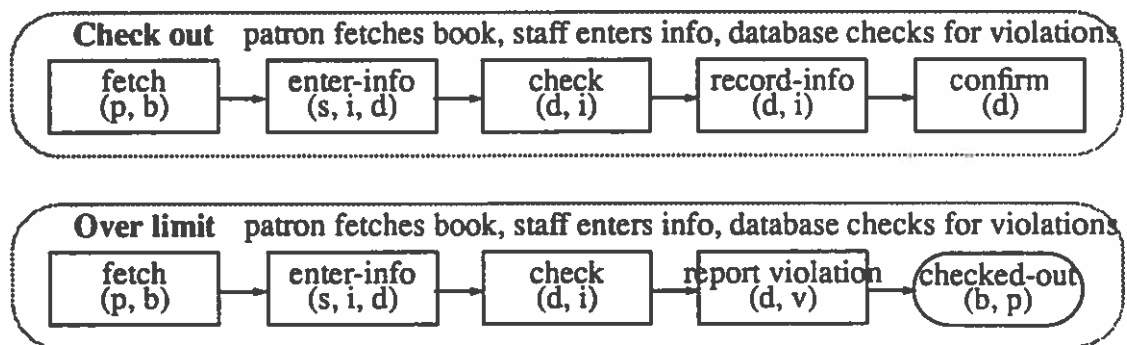 Check out patron fetches book, staff enters info, database checks for violations
fetch enter-info check record-info confirm
(p, b) (s, i, d) (d, i) (d, i) (d)
Over limit patron fetches book, staff enters info, database checks for violations
fetch enter-info check report violation checked-out
(p, b) (s, i, d) (d, i) (d, v) (b, p)